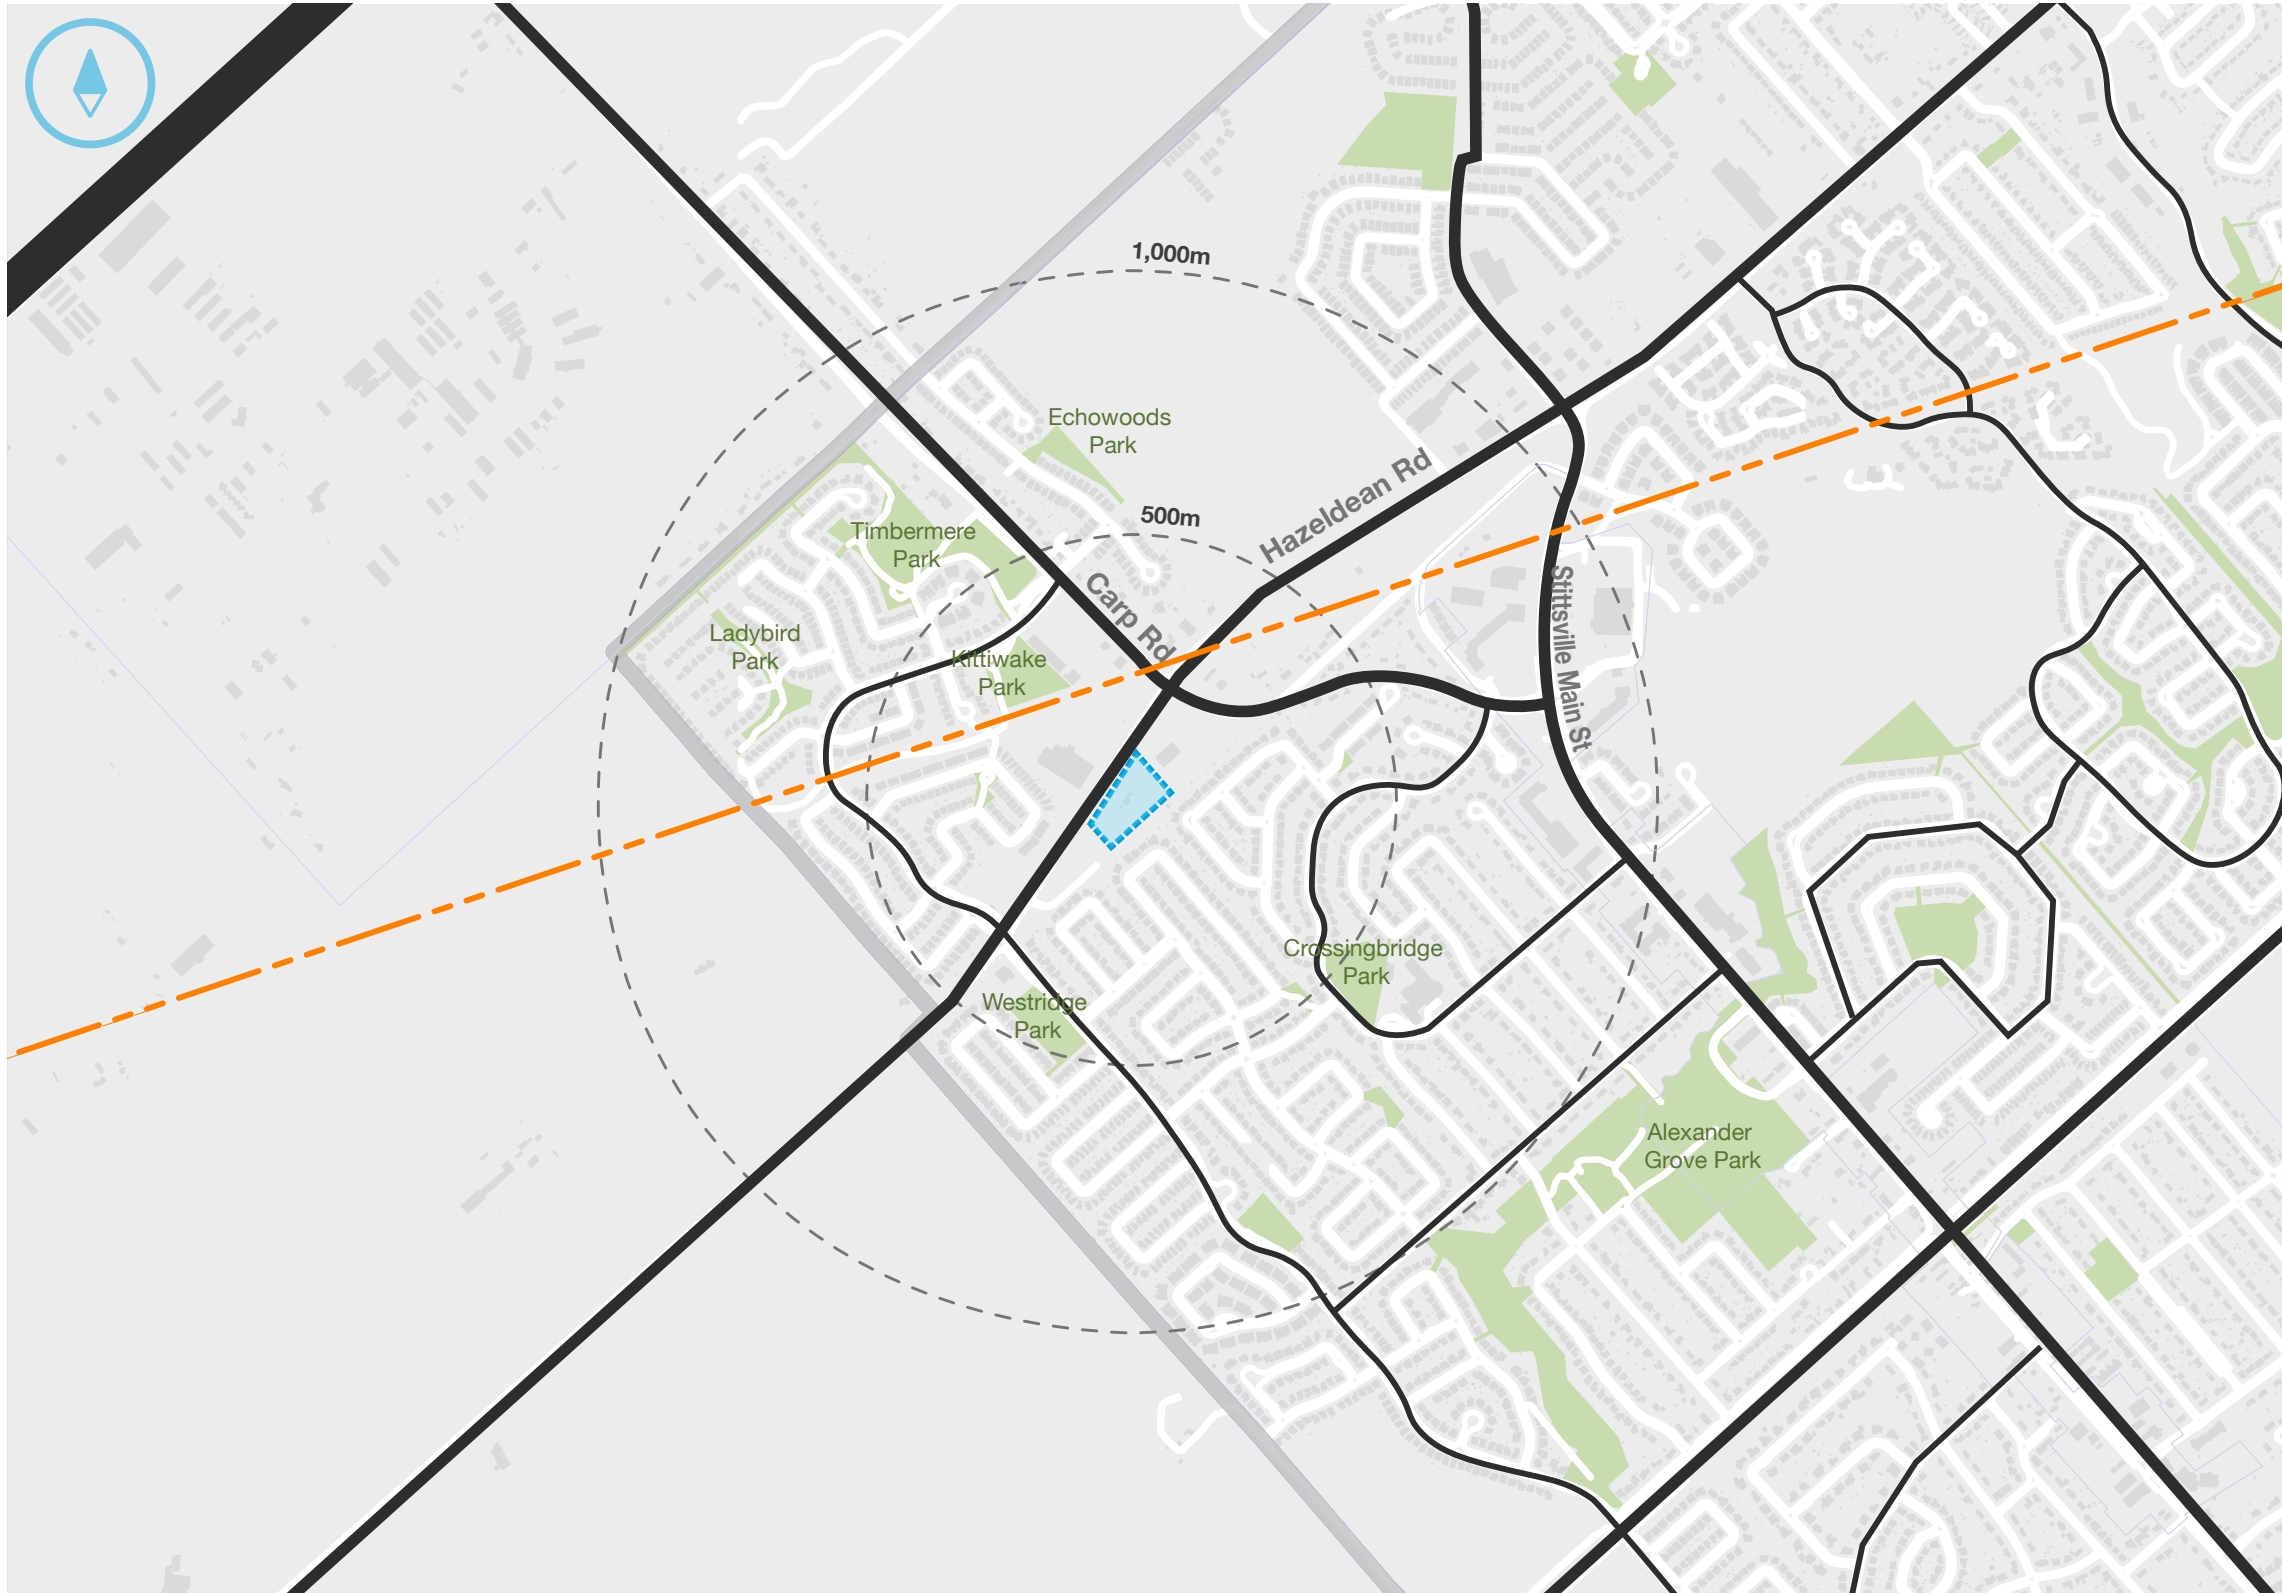 1,000m
Echowoods
Park
Hazeldean Rd
500m
Timbermere
Park
Carp Rd
Stittsville Main St
Ladybird
Park
Kittiwake
Park
Crossingbridge
Park
Westridge
Park
Alexander
Grove Park